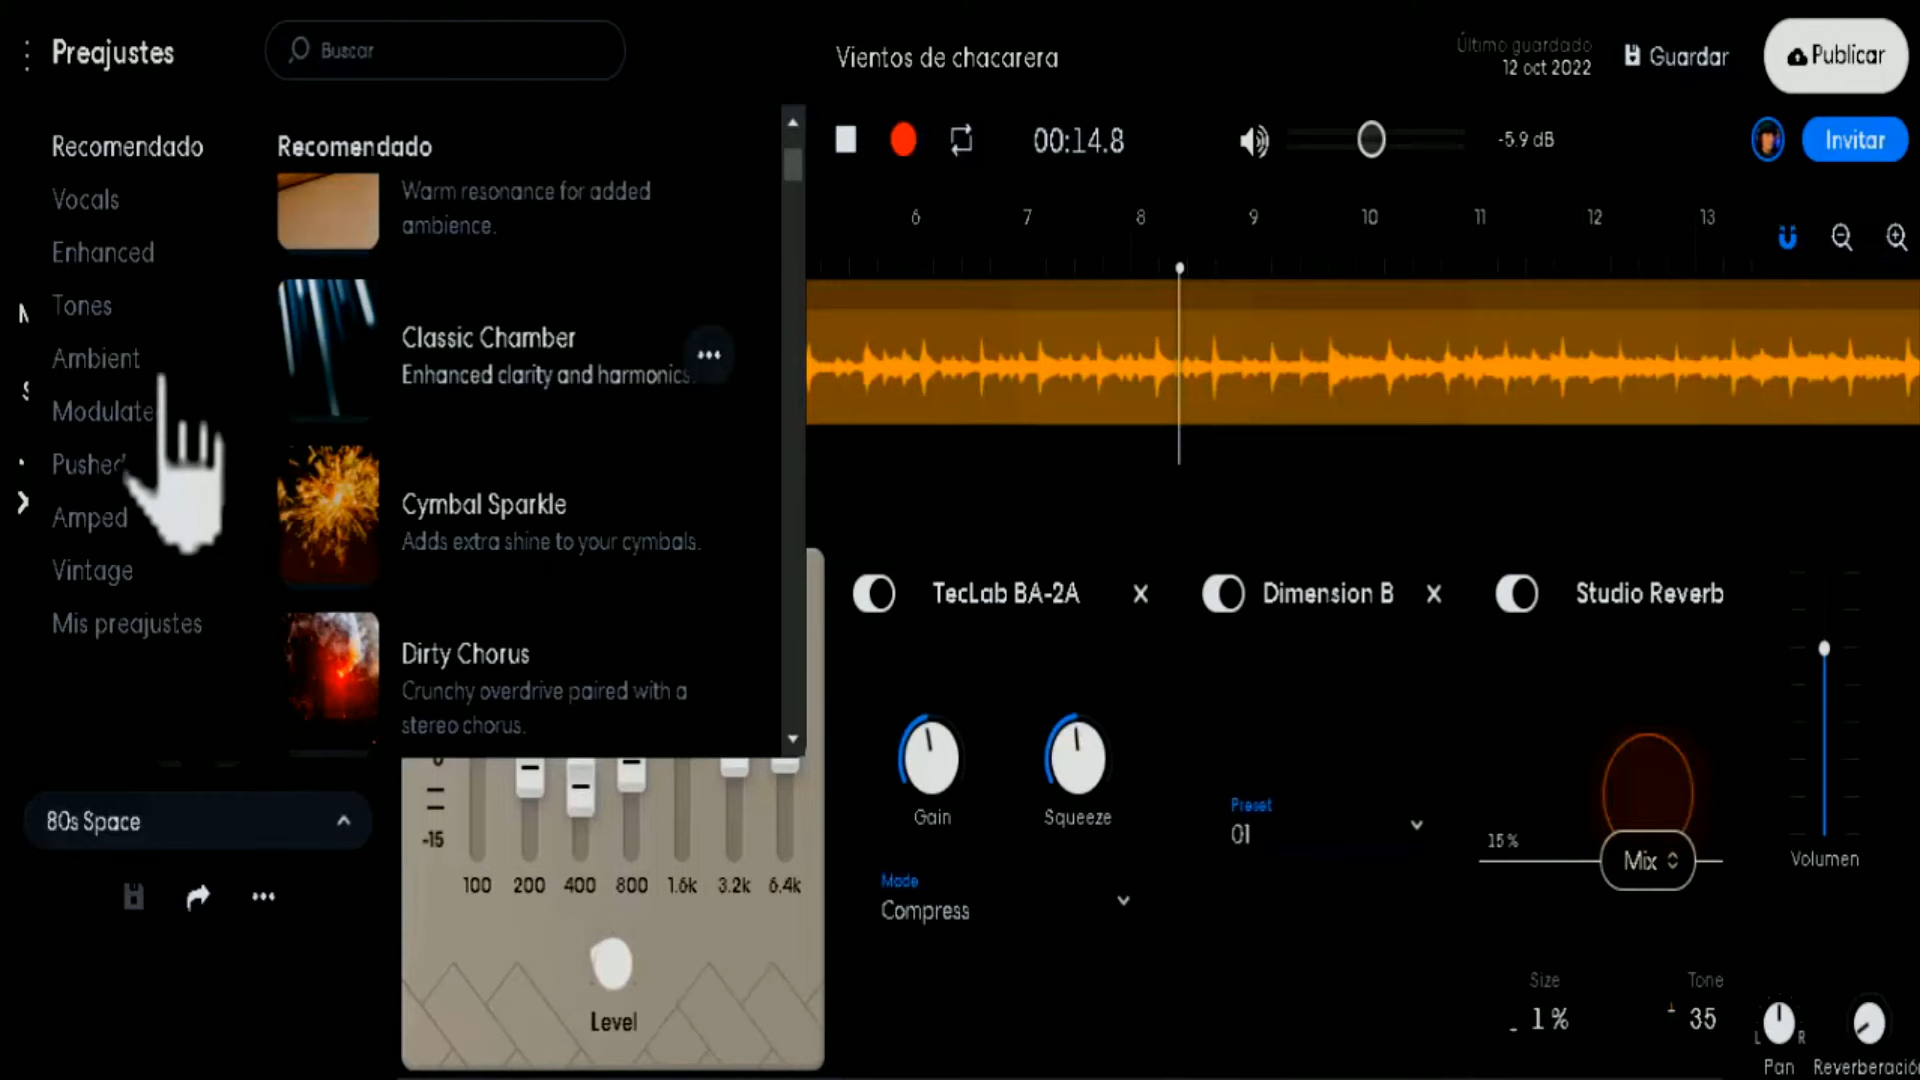 Preajustes
Buscar
Vientos de chacarera
Último guardado
12 oct 2022
Guardar
Publicar
Recomendado
Vocals
Enhanced
Tones
Ambient
Modulate
Pushed
Amped
Vintage
Mis preajustes
Recomendado
Warm resonance for added
ambience.
Classic Chamber
Enhanced clarity and harmonics.
Cymbal Sparkle
Adds extra shine to your cymbals.
Dirty Chorus
Crunchy overdrive paired with a
stereo chorus.
00:14.8
-5.9 dB
Invitar
6 7 8 9 10 11 12 13
80s Space
0
-15
100 200 400 800 1.6k 3.2k 6.4k
Level
TecLab BA-2A
Dimension B
Studio Reverb
Gain
Squeeze
Mode
Compress
Preset
01
15 %
Mix
Volumen
Size
1 %
Tone
35
L R
Pan
Reverberació